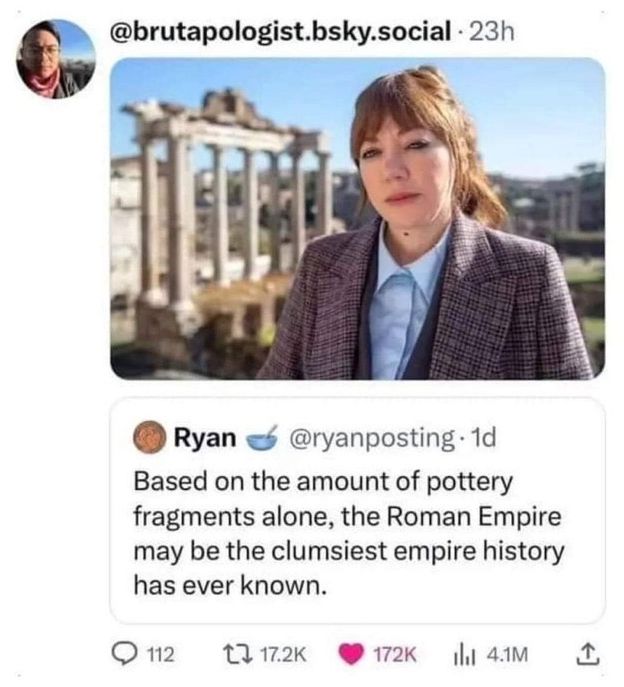 @brutapologist.bsky.social · 23h
Ryan 🥣 @ryanposting · 1d
Based on the amount of pottery
fragments alone, the Roman Empire
may be the clumsiest empire history
has ever known.
112 17.2K 172K 4.1M